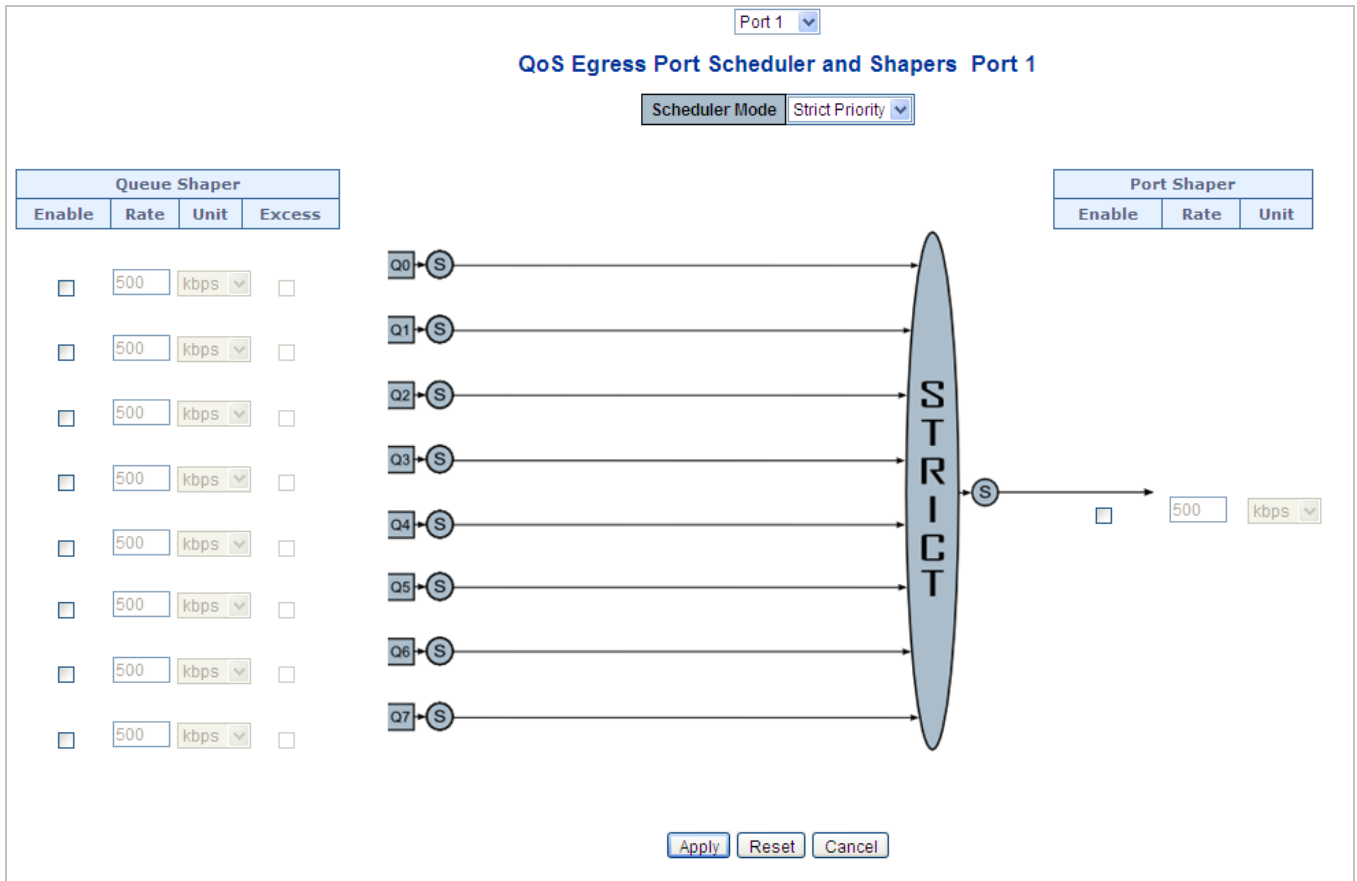 Port 1
QoS Egress Port Scheduler and Shapers Port 1
Scheduler Mode Strict Priority
Queue Shaper
Enable Rate Unit Excess
Port Shaper
Enable Rate Unit
500 kbps
Q0 S
500 kbps
Q1 S
500 kbps
Q2 S
500 kbps
Q3 S
500 kbps
Q4 S
500 kbps
Q5 S
500 kbps
Q6 S
500 kbps
Q7 S
STRICT
S
500 kbps
Apply Reset Cancel